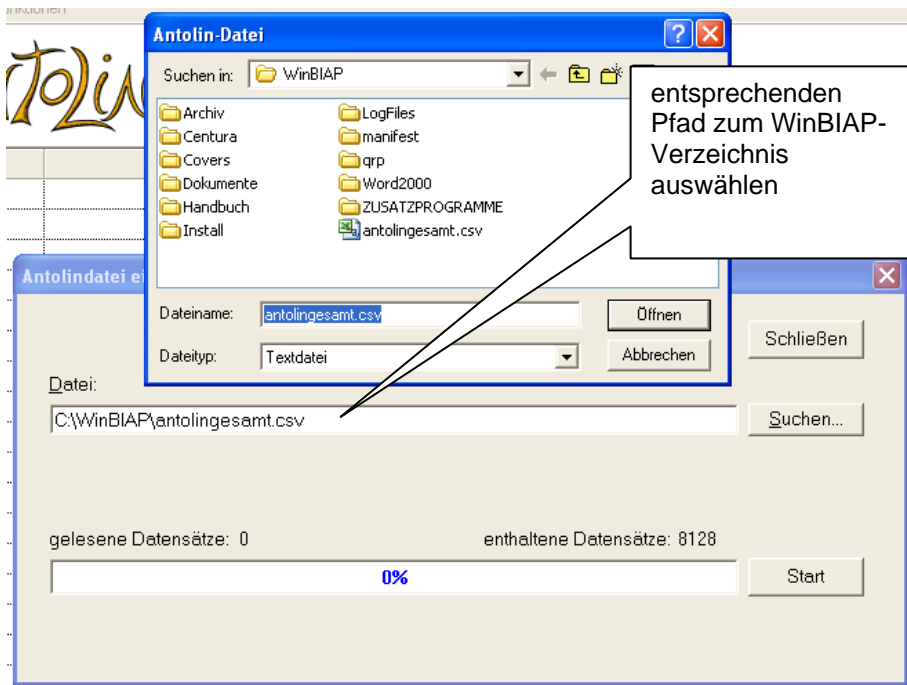 Antolin-Datei
Suchen in: WinBIAP
Archiv
Centura
Covers
Dokumente
Handbuch
Install
LogFiles
manifest
qrp
Word2000
ZUSATZPROGRAMME
antolingesamt.csv
entsprechenden
Pfad zum WinBIAP-
Verzeichnis
auswählen
Dateiname: antolingesamt.csv
Öffnen
Dateityp: Textdatei
Abbrechen
Antolindatei ei
Schließen
Datei:
C:\WinBIAP\antolingesamt.csv
Suchen...
gelesene Datensätze: 0
enthaltene Datensätze: 8128
0%
Start